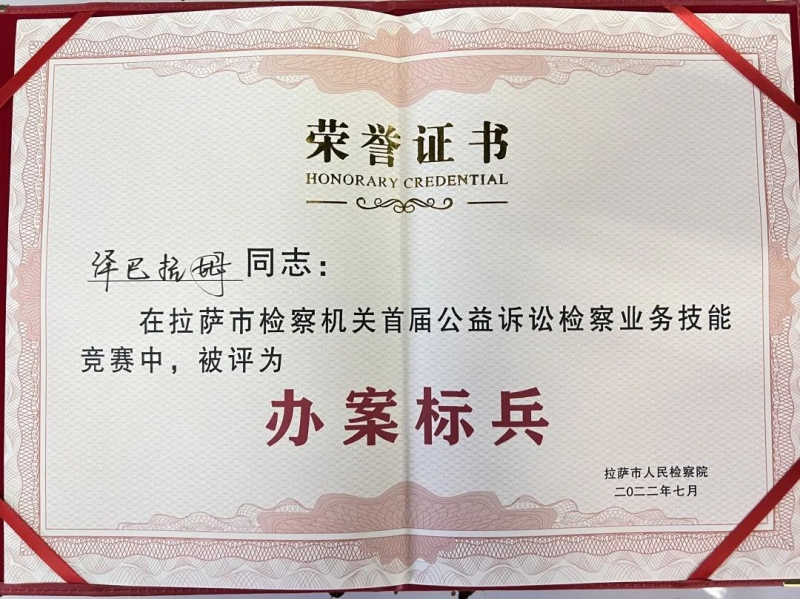 荣誉证书
HONORARY CREDENTIAL
泽巴拉姆同志：
在拉萨市检察机关首届公益诉讼检察业务技能
竞赛中，被评为
办案标兵
拉萨市人民检察院
二〇二二年七月